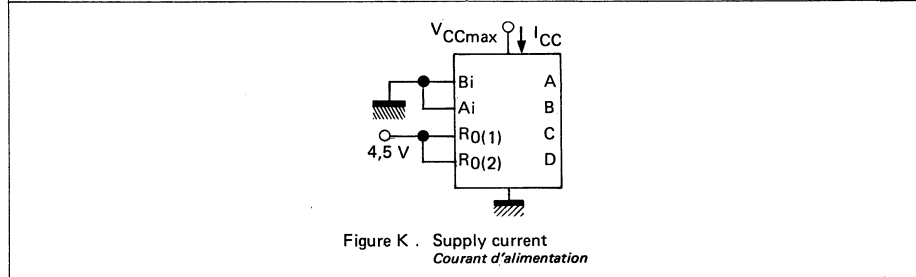 VCCmax ICC
Bi A
Ai B
R0(1) C
4,5 V
R0(2) D
Figure K . Supply current
Courant d'alimentation